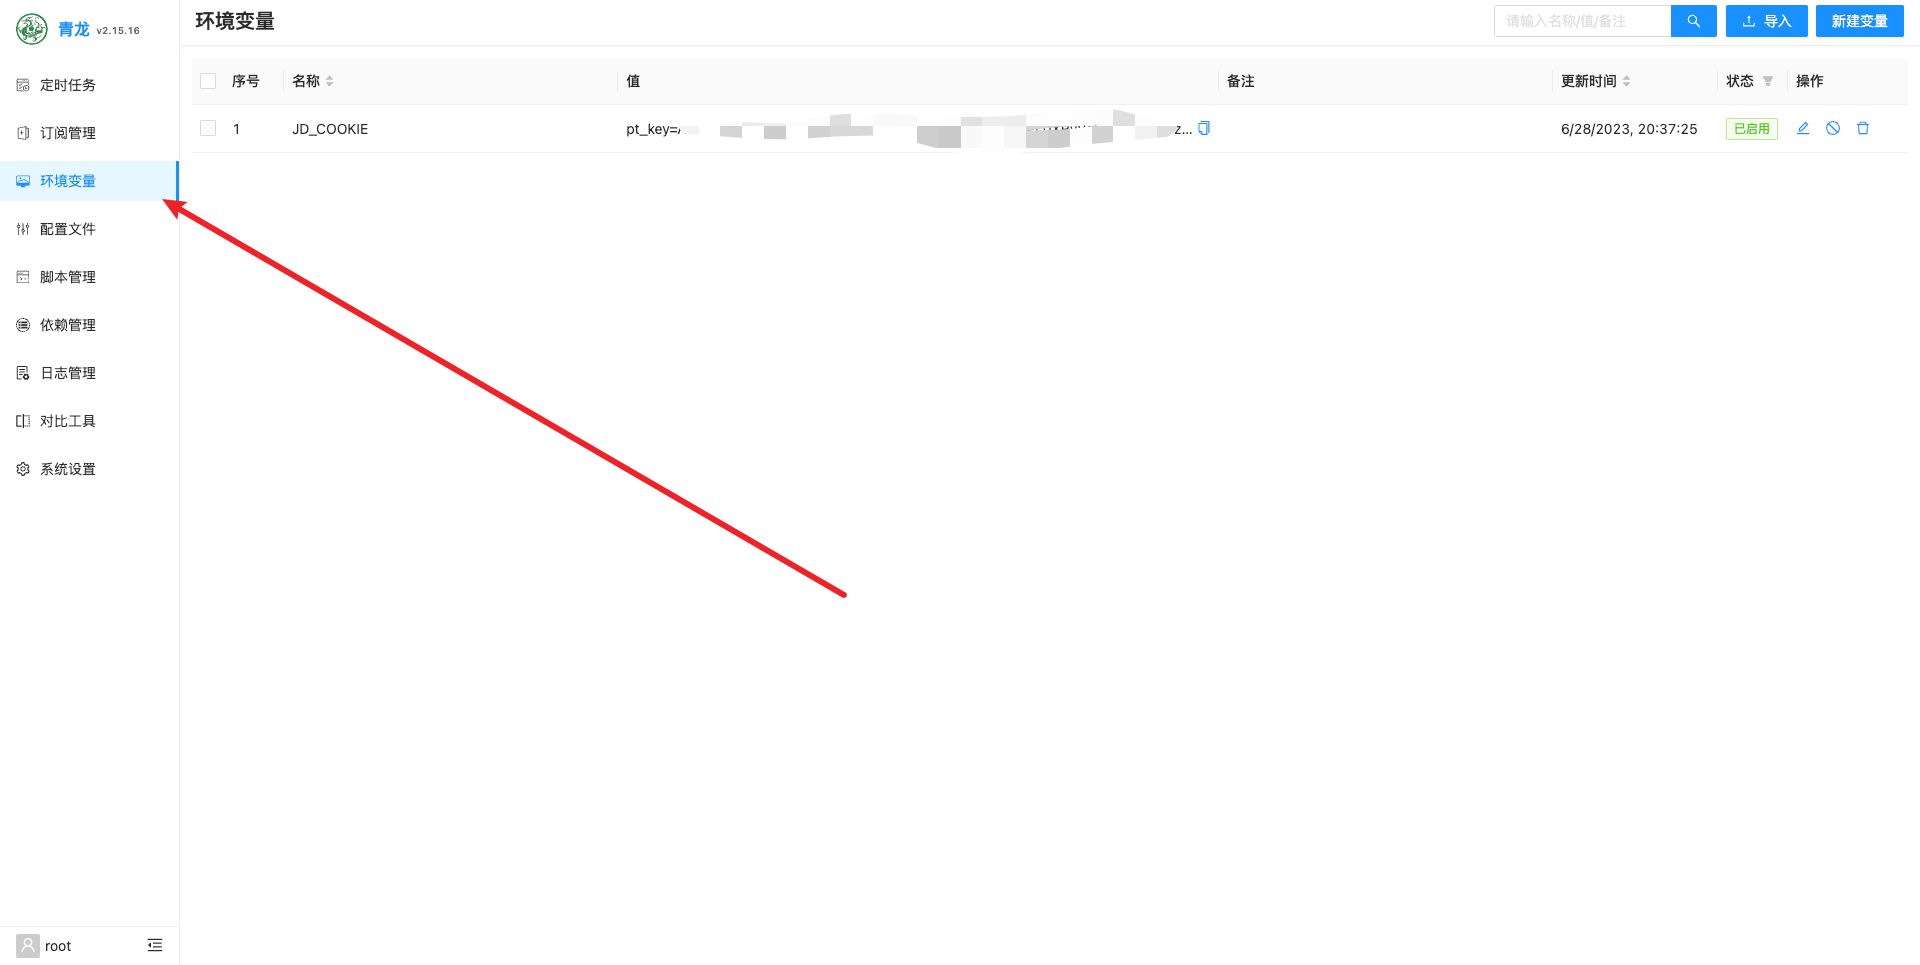 青龙 v2.15.16
定时任务
订阅管理
环境变量
配置文件
脚本管理
依赖管理
日志管理
对比工具
系统设置
root
环境变量
请输入名称/值/备注
导入
新建变量
序号 名称 值 备注 更新时间 状态 操作
1 JD_COOKIE pt_key= z... 6/28/2023, 20:37:25 已启用